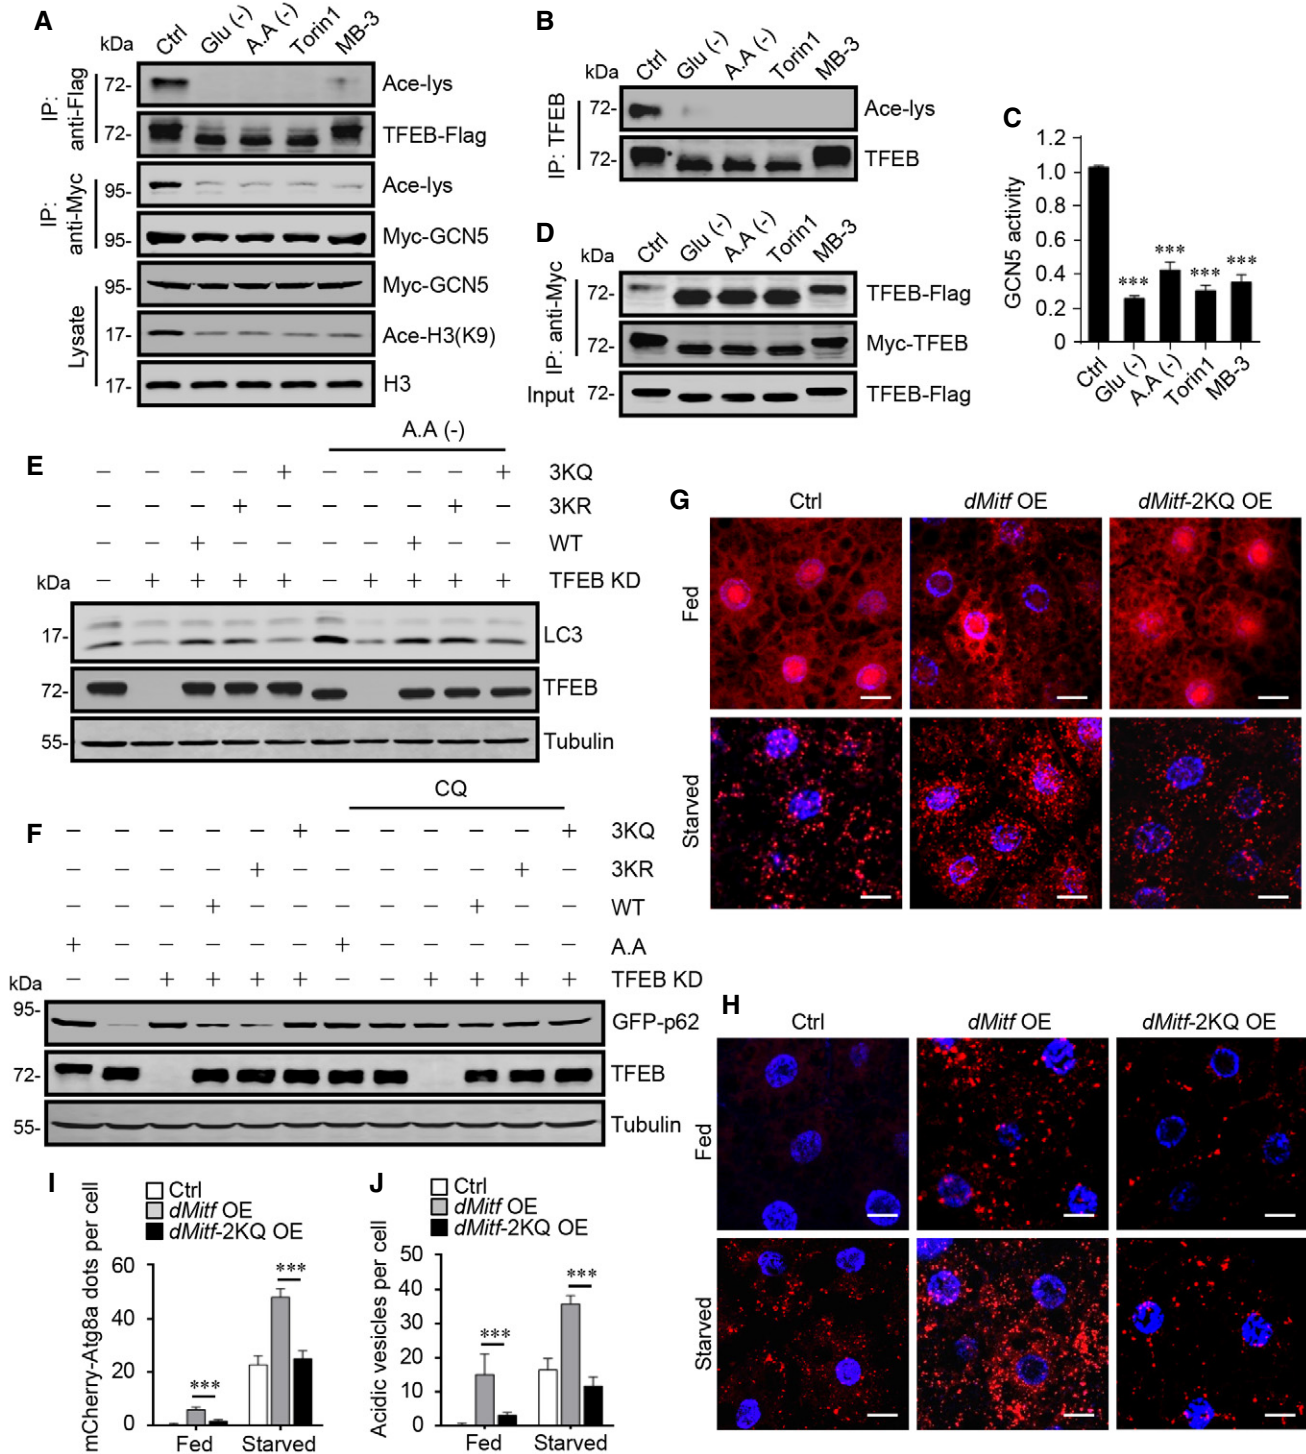 A
kDa
Ctrl
Glu (-)
A.A (-)
Torin1
MB-3
IP:
anti-Flag
72-
Ace-lys
72-
TFEB-Flag
IP:
anti-Myc
95-
Ace-lys
95-
Myc-GCN5
Lysate
95-
Myc-GCN5
17-
Ace-H3(K9)
17-
H3
B
kDa
Ctrl
Glu (-)
A.A (-)
Torin1
MB-3
IP: TFEB
72-
Ace-lys
72-
TFEB
C
GCN5 activity
1.2
1.0
0.8
0.6
0.4
0.2
0
***
***
***
***
Ctrl
Glu (-)
A.A (-)
Torin1
MB-3
D
kDa
Ctrl
Glu (-)
A.A (-)
Torin1
MB-3
IP: anti-Myc
72-
TFEB-Flag
72-
Myc-TFEB
Input
72-
TFEB-Flag
E
A.A (-)
– – – – + – – – – + 3KQ
– – – + – – – – + – 3KR
– – + – – – – + – – WT
kDa
– + + + + – + + + + TFEB KD
17-
LC3
72-
TFEB
55-
Tubulin
F
CQ
– – – – – + – – – – – + 3KQ
– – – – + – – – – – + – 3KR
– – – + – – – – – + – – WT
+ – – – – – + – – – – – A.A
kDa
– – + + + + – – + + + + TFEB KD
95-
GFP-p62
72-
TFEB
55-
Tubulin
G
Ctrl
dMitf OE
dMitf-2KQ OE
Fed
Starved
H
Ctrl
dMitf OE
dMitf-2KQ OE
Fed
Starved
I
Ctrl
dMitf OE
dMitf-2KQ OE
mCherry-Atg8a dots per cell
60
40
20
0
***
***
Fed
Starved
J
Ctrl
dMitf OE
dMitf-2KQ OE
Acidic vesicles per cell
50
40
30
20
10
0
***
***
Fed
Starved